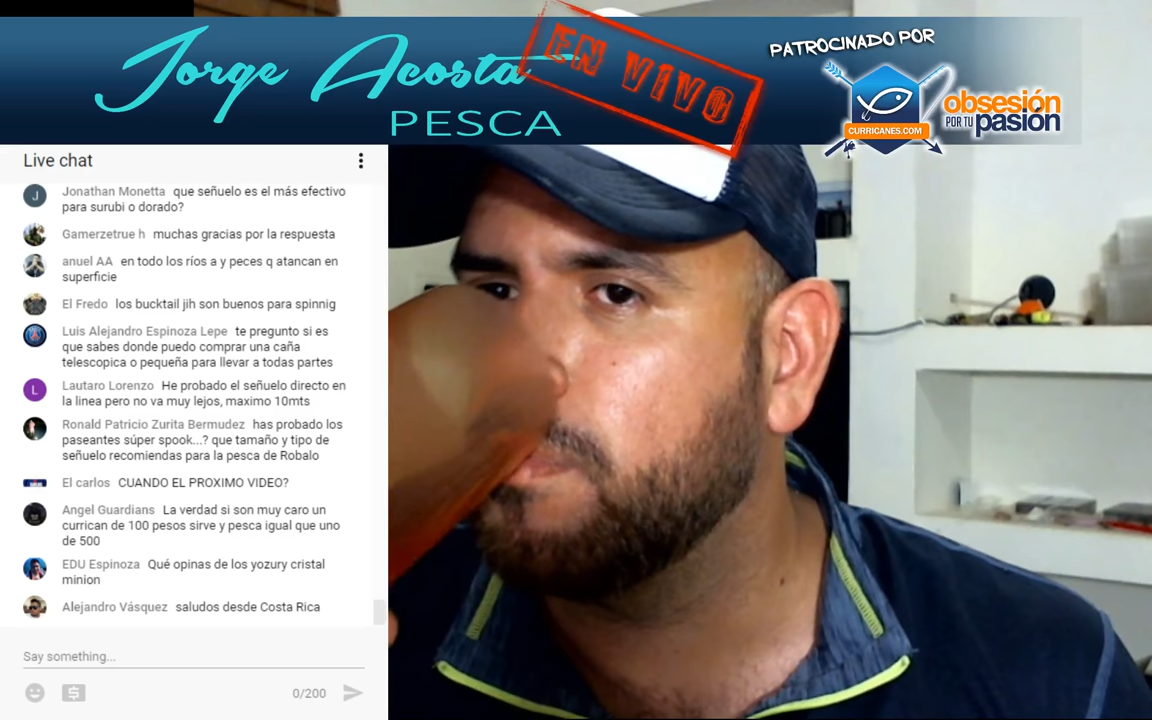 Jorge Acosta
PESCA
EN VIVO
PATROCINADO POR
CURRICANES.COM
obsesión
POR TU pasión
Live chat
Jonathan Monetta que señuelo es el más efectivo
para surubi o dorado?
Gamerzetrue h muchas gracias por la respuesta
anuel AA en todo los ríos a y peces q atancan en
superficie
El Fredo los bucktail jih son buenos para spinnig
Luis Alejandro Espinoza Lepe te pregunto si es
que sabes donde puedo comprar una caña
telescopica o pequeña para llevar a todas partes
Lautaro Lorenzo He probado el señuelo directo en
la linea pero no va muy lejos, maximo 10mts
Ronald Patricio Zurita Bermudez has probado los
paseantes súper spook...? que tamaño y tipo de
señuelo recomiendas para la pesca de Robalo
El carlos CUANDO EL PROXIMO VIDEO?
Angel Guardians La verdad si son muy caro un
currican de 100 pesos sirve y pesca igual que uno
de 500
EDU Espinoza Qué opinas de los yozury cristal
minion
Alejandro Vásquez saludos desde Costa Rica
Say something...
0/200